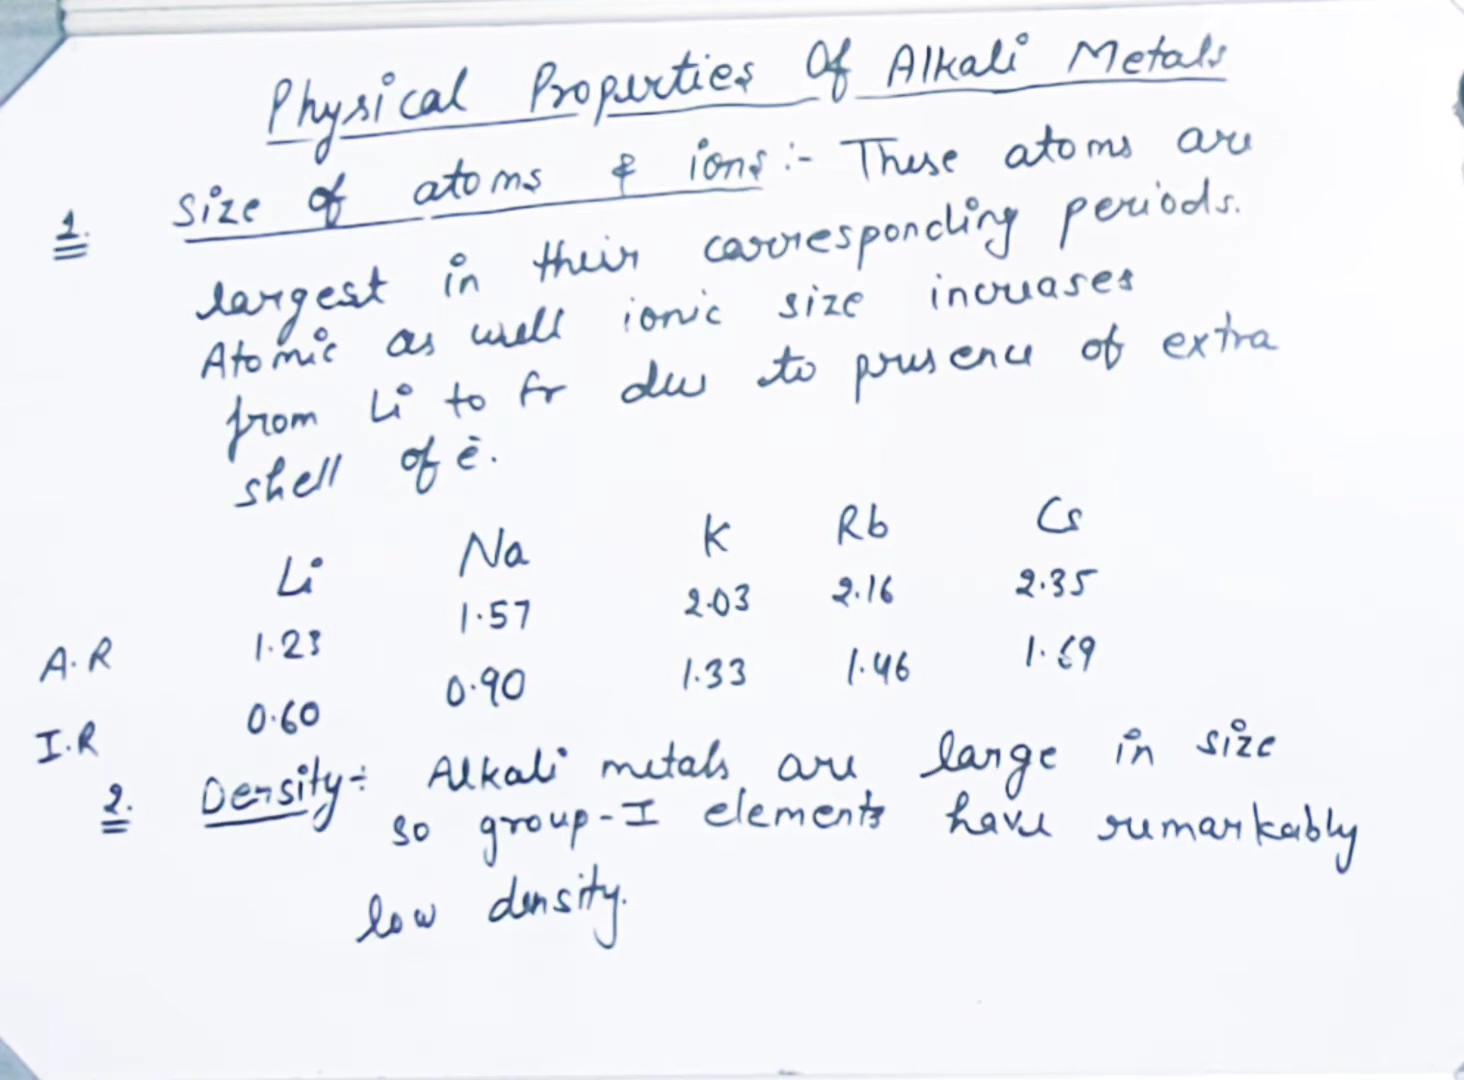 Physical Properties Of Alkali Metals
1. Size of atoms & ions :- These atoms are
largest in their corresponding periods.
Atomic as well ionic size increases
from Li to Fr due to presence of extra
shell of ē.
Li Na K Rb Cs
A.R 1.23 1.57 2.03 2.16 2.35
I.R 0.60 0.90 1.33 1.46 1.69
2. Density :- Alkali metals are large in size
so group-I elements have remarkably
low density.